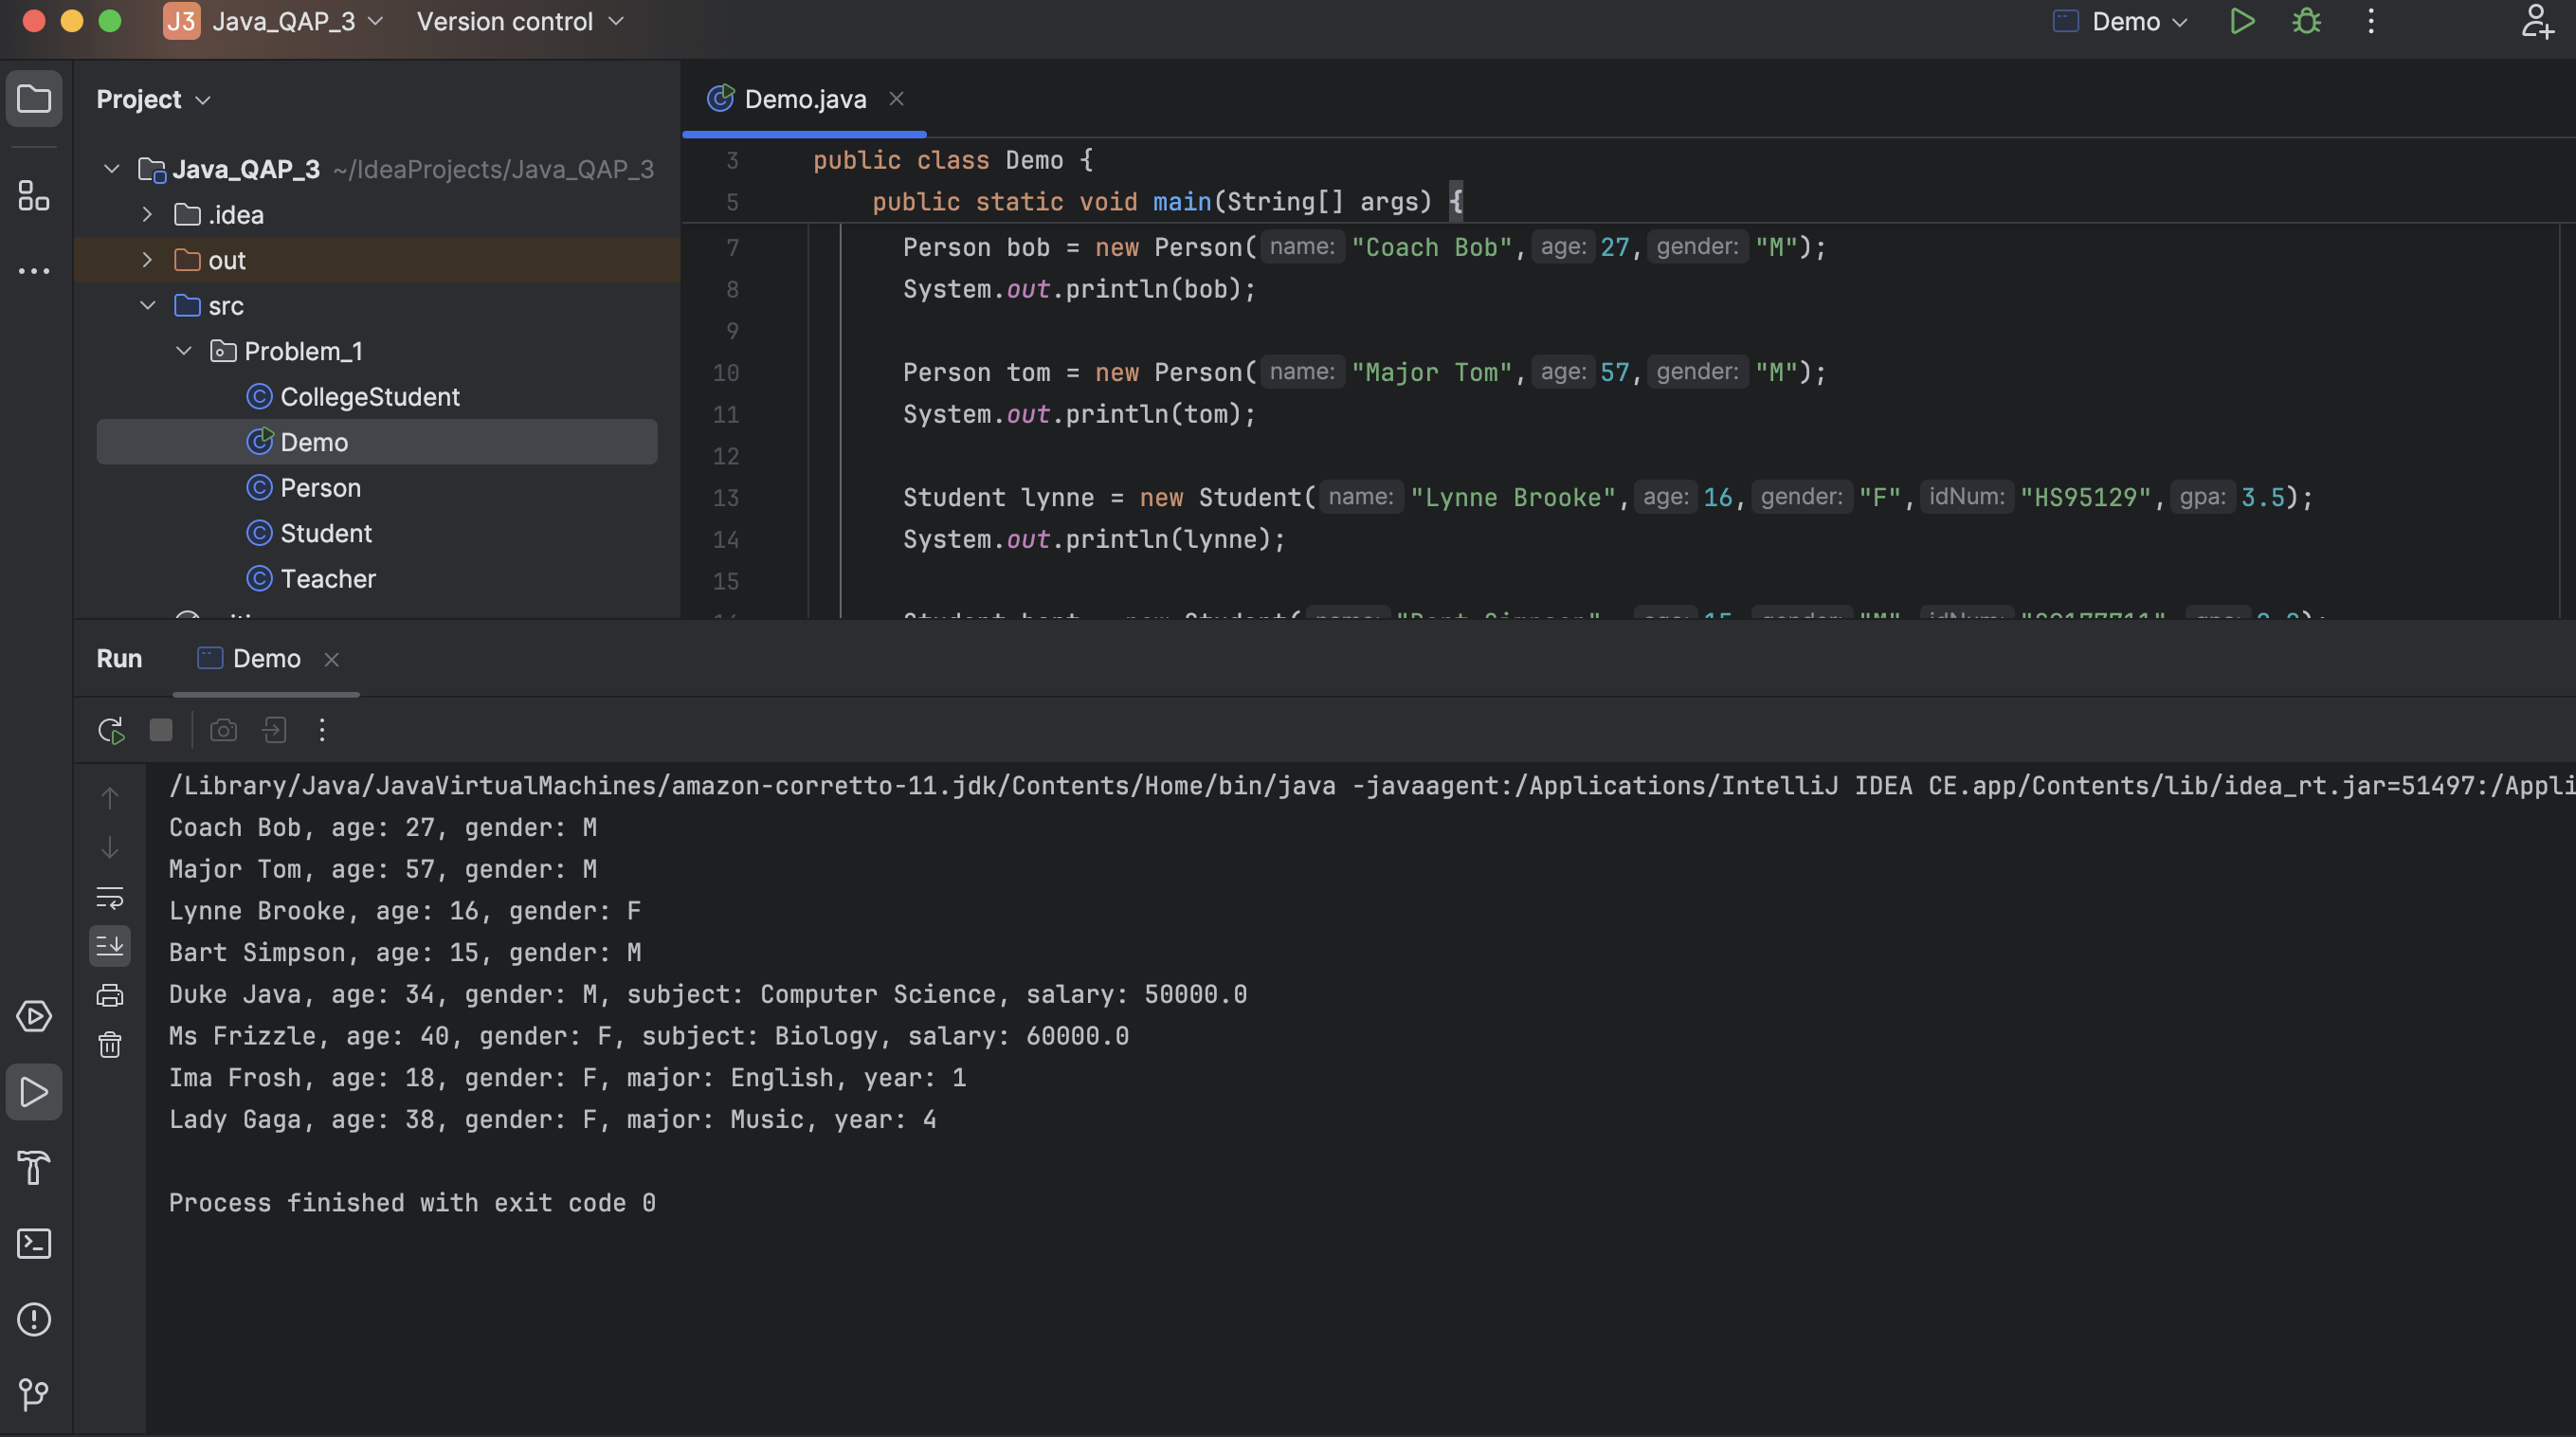 J3 Java_QAP_3 Version control Demo
Project
Demo.java
Java_QAP_3 ~/IdeaProjects/Java_QAP_3
.idea
out
src
Problem_1
CollegeStudent
Demo
Person
Student
Teacher
3 public class Demo {
5 public static void main(String[] args) {
7 Person bob = new Person( name: "Coach Bob", age: 27, gender: "M");
8 System.out.println(bob);
9
10 Person tom = new Person( name: "Major Tom", age: 57, gender: "M");
11 System.out.println(tom);
12
13 Student lynne = new Student( name: "Lynne Brooke", age: 16, gender: "F", idNum: "HS95129", gpa: 3.5);
14 System.out.println(lynne);
15
Run Demo
/Library/Java/JavaVirtualMachines/amazon-corretto-11.jdk/Contents/Home/bin/java -javaagent:/Applications/IntelliJ IDEA CE.app/Contents/lib/idea_rt.jar=51497:/Appli
Coach Bob, age: 27, gender: M
Major Tom, age: 57, gender: M
Lynne Brooke, age: 16, gender: F
Bart Simpson, age: 15, gender: M
Duke Java, age: 34, gender: M, subject: Computer Science, salary: 50000.0
Ms Frizzle, age: 40, gender: F, subject: Biology, salary: 60000.0
Ima Frosh, age: 18, gender: F, major: English, year: 1
Lady Gaga, age: 38, gender: F, major: Music, year: 4
Process finished with exit code 0